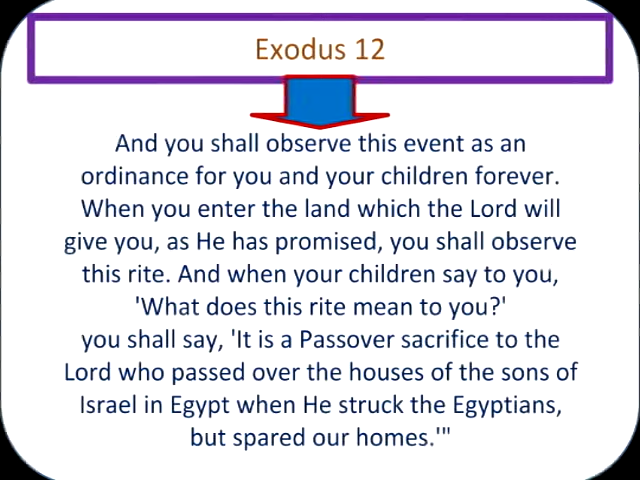 Exodus 12
And you shall observe this event as an
ordinance for you and your children forever.
When you enter the land which the Lord will
give you, as He has promised, you shall observe
this rite. And when your children say to you,
'What does this rite mean to you?'
you shall say, 'It is a Passover sacrifice to the
Lord who passed over the houses of the sons of
Israel in Egypt when He struck the Egyptians,
but spared our homes.'"